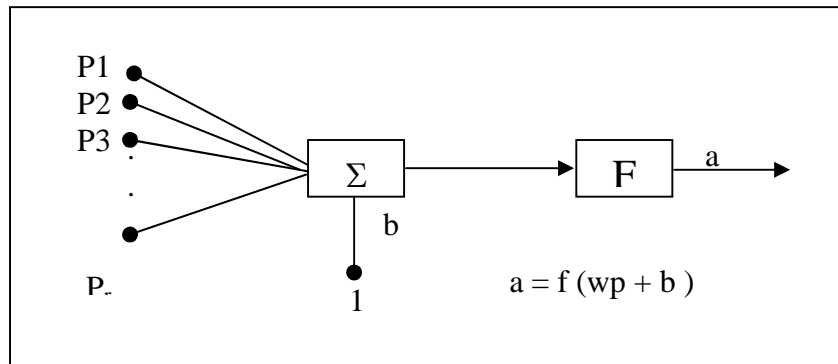 P1
P2
P3
.
.
Σ
F
a
b
1
a = f (wp + b )